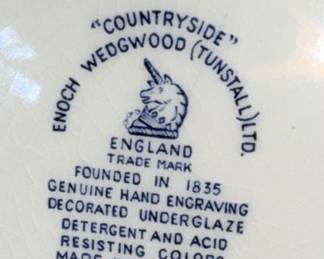 "COUNTRYSIDE"
ENOCH WEDGWOOD (TUNSTALL) LTD.
ENGLAND
TRADE MARK
FOUNDED IN 1835
GENUINE HAND ENGRAVING
DECORATED UNDERGLAZE
DETERGENT AND ACID
RESISTING COLORS
MADE